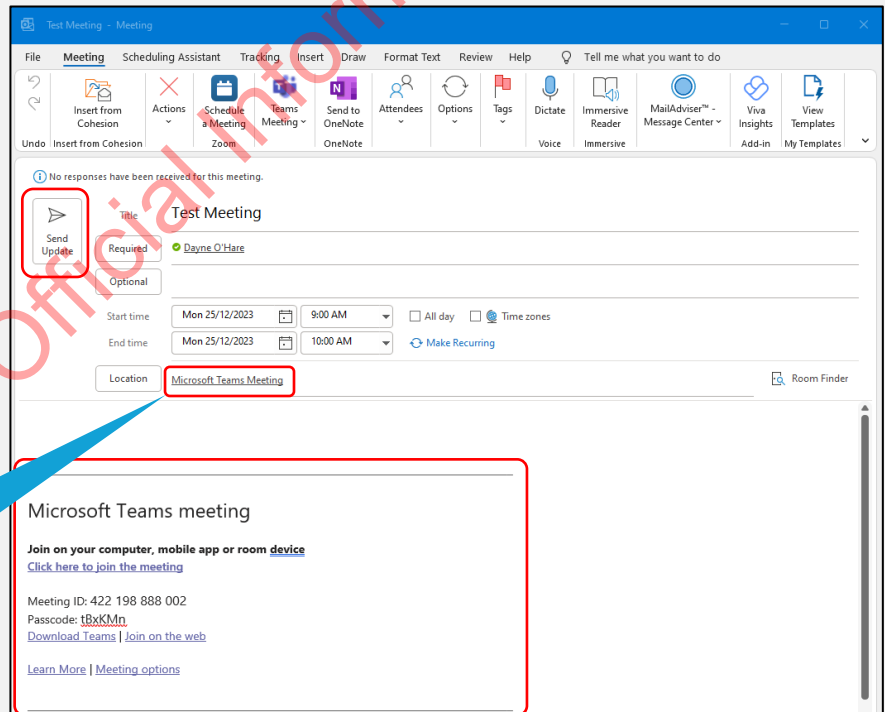 Test Meeting - Meeting
File Meeting Scheduling Assistant Tracking Insert Draw Format Text Review Help Tell me what you want to do
Insert from Cohesion
Actions
Schedule a Meeting
Teams Meeting
Send to OneNote
Attendees
Options
Tags
Dictate
Immersive Reader
MailAdviser™ - Message Center
Viva Insights
View Templates
Undo Insert from Cohesion Zoom OneNote Voice Immersive Add-in My Templates
No responses have been received for this meeting.
Send Update
Title Test Meeting
Required Dayne O'Hare
Optional
Start time Mon 25/12/2023 9:00 AM All day Time zones
End time Mon 25/12/2023 10:00 AM Make Recurring
Location Microsoft Teams Meeting Room Finder
Microsoft Teams meeting
Join on your computer, mobile app or room device
Click here to join the meeting
Meeting ID: 422 198 888 002
Passcode: tBxKMn
Download Teams | Join on the web
Learn More | Meeting options
Official Inform